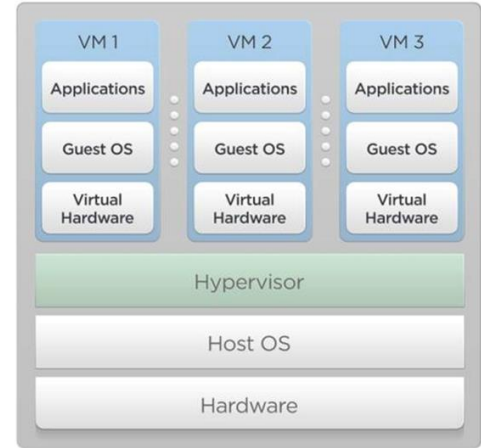 VM 1
VM 2
VM 3
Applications
Applications
Applications
Guest OS
Guest OS
Guest OS
Virtual
Hardware
Virtual
Hardware
Virtual
Hardware
Hypervisor
Host OS
Hardware